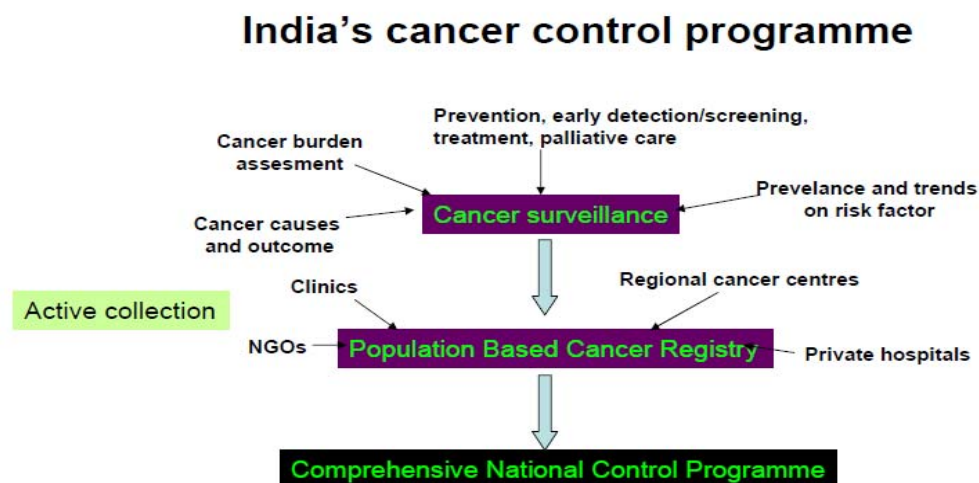 India's cancer control programme
Prevention, early detection/screening,
treatment, palliative care
Cancer burden
assesment
Prevelance and trends
on risk factor
Cancer surveillance
Cancer causes
and outcome
Clinics
Regional cancer centres
Active collection
NGOs
Population Based Cancer Registry
Private hospitals
Comprehensive National Control Programme